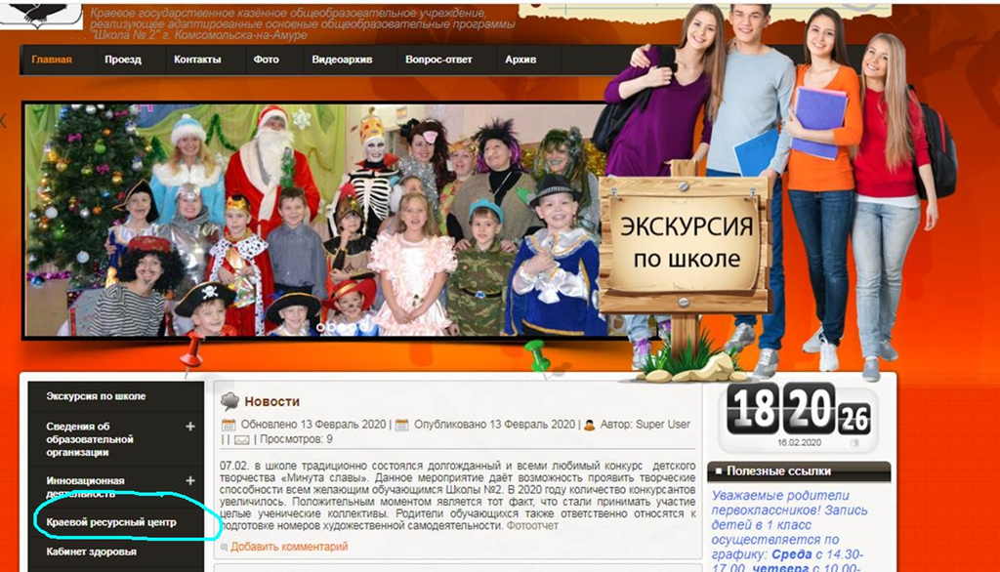 Краевое государственное казённое общеобразовательное учреждение,
реализующее адаптированные основные общеобразовательные программы
"Школа № 2" г. Комсомольска-на-Амуре
Главная Проезд Контакты Фото Видеоархив Вопрос-ответ Архив
ЭКСКУРСИЯ
по школе
Экскурсия по школе
Сведения об +
образовательной
организации
Инновационная +
деятельность
Краевой ресурсный центр
Кабинет здоровья
Новости
Обновлено 13 Февраль 2020 | Опубликовано 13 Февраль 2020 | Автор: Super User
| | | Просмотров: 9
07.02. в школе традиционно состоялся долгожданный и всеми любимый конкурс детского
творчества «Минута славы». Данное мероприятие даёт возможность проявить творческие
способности всем желающим обучающимся Школы №2. В 2020 году количество конкурсантов
увеличилось. Положительным моментом является тот факт, что стали принимать участие
целые ученические коллективы. Родители обучающихся также ответственно относятся к
подготовке номеров художественной самодеятельности. Фотоотчет
Добавить комментарий
18 20 26
16.02.2020
Полезные ссылки
Уважаемые родители
первоклассников! Запись
детей в 1 класс
осуществляется по
графику: Среда с 14.30-
17.00, четверг с 10.00-